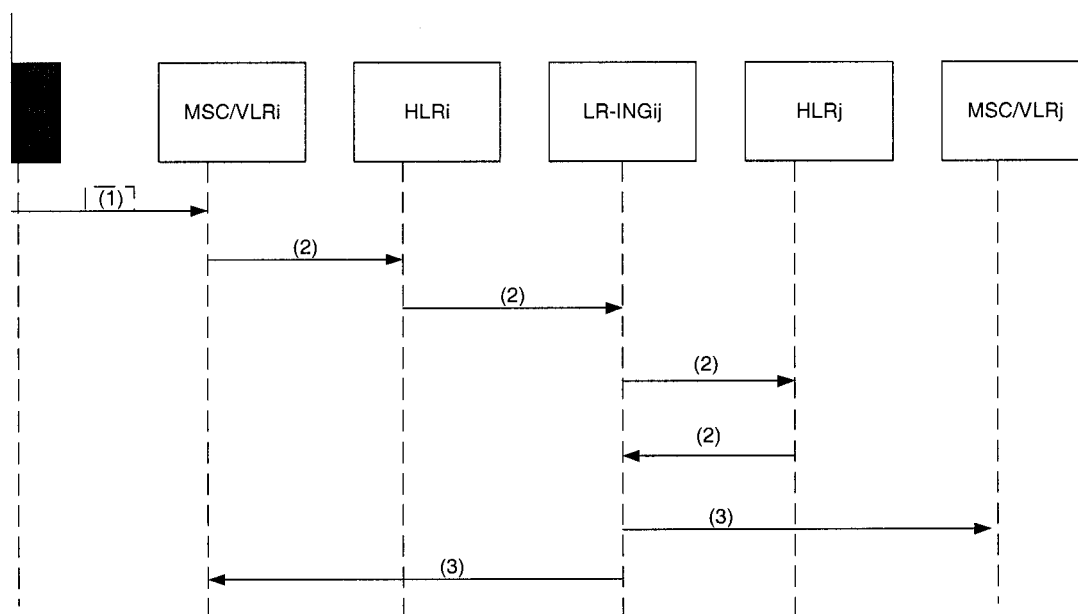 MSC/VLRi
HLRi
LR-INGij
HLRj
MSC/VLRj
(1)
(2)
(2)
(2)
(2)
(3)
(3)